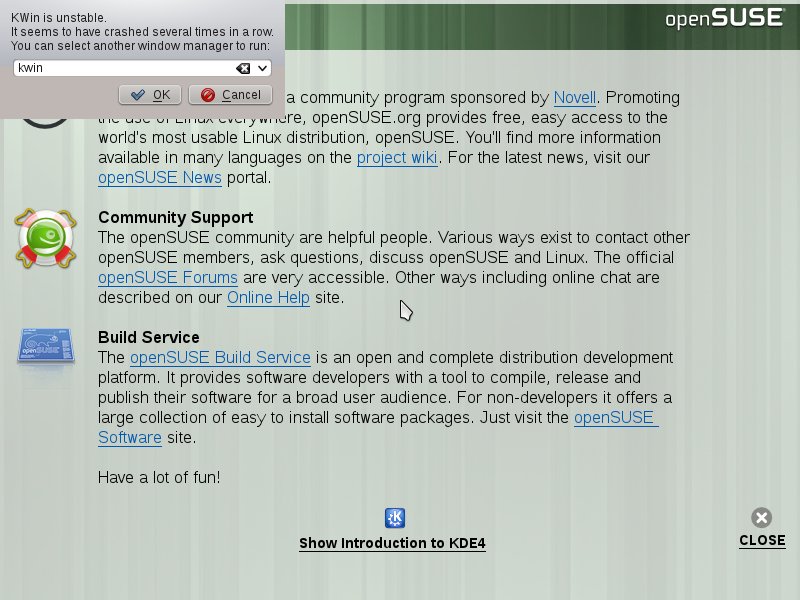 KWin is unstable.
It seems to have crashed several times in a row.
You can select another window manager to run:
kwin
OK
Cancel
openSUSE
a community program sponsored by Novell. Promoting
the use of Linux everywhere, openSUSE.org provides free, easy access to the
world's most usable Linux distribution, openSUSE. You'll find more information
available in many languages on the project wiki. For the latest news, visit our
openSUSE News portal.
Community Support
The openSUSE community are helpful people. Various ways exist to contact other
openSUSE members, ask questions, discuss openSUSE and Linux. The official
openSUSE Forums are very accessible. Other ways including online chat are
described on our Online Help site.
openSUSE
Build Service
The openSUSE Build Service is an open and complete distribution development
platform. It provides software developers with a tool to compile, release and
publish their software for a broad user audience. For non-developers it offers a
large collection of easy to install software packages. Just visit the openSUSE
Software site.
Have a lot of fun!
Show Introduction to KDE4
CLOSE